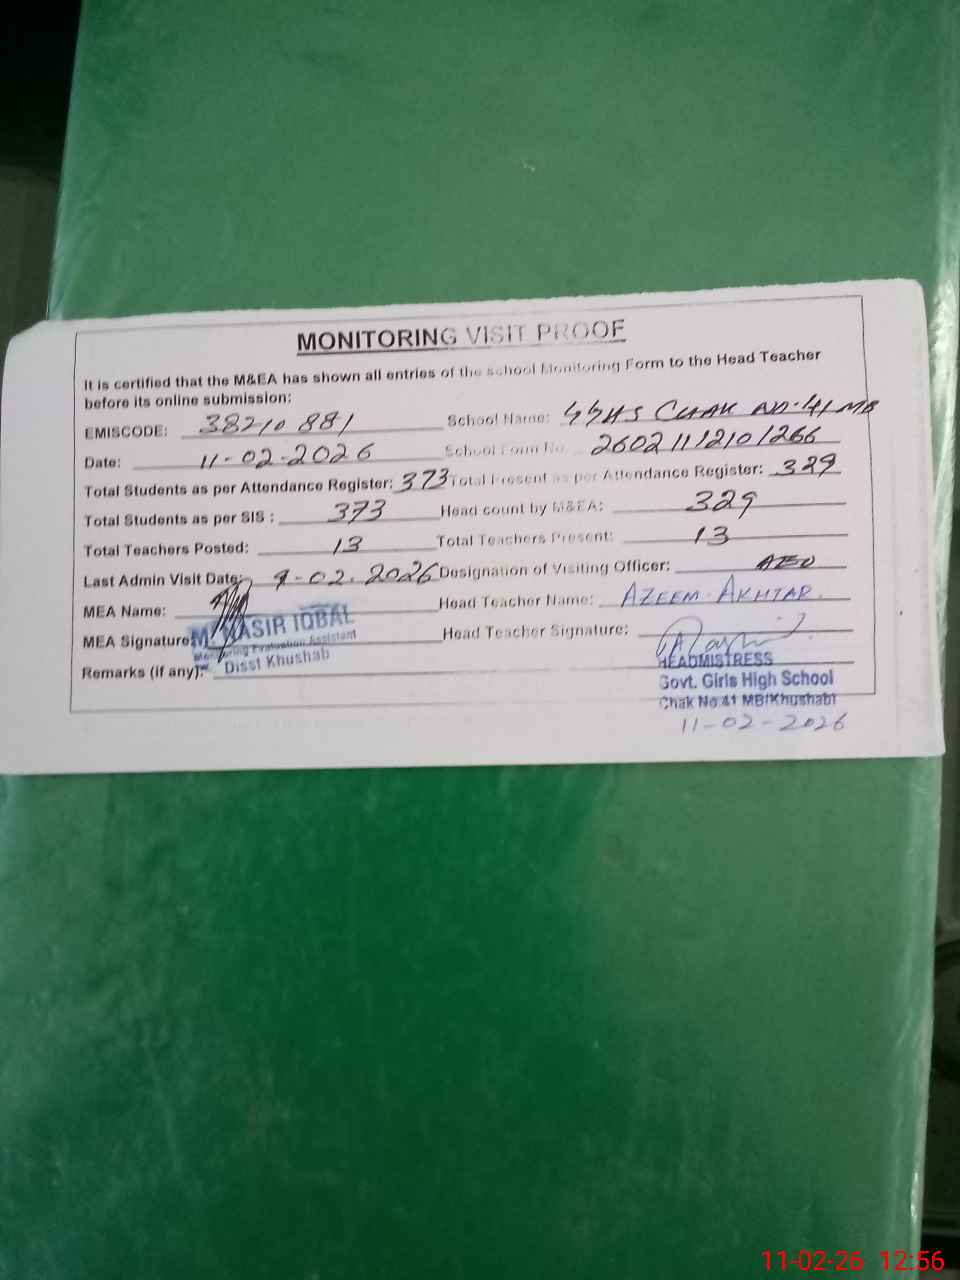 MONITORING VISIT PROOF
It is certified that the M&EA has shown all entries of the school Monitoring Form to the Head Teacher
before its online submission:
EMISCODE: 38210881 School Name: GGHS CHAK NO. 41 MB
Date: 11-02-2026 School Form No. 26021112101266
Total Students as per Attendance Register: 373 Total Present as per Attendance Register: 329
Total Students as per SIS : 373 Head count by M&EA: 329
Total Teachers Posted: 13 Total Teachers Present: 13
Last Admin Visit Date: 9-02.2026 Designation of Visiting Officer: AEO
MEA Name: Head Teacher Name: AZEEM AKHTAR
MEA Signature: M. NASIR IQBAL Head Teacher Signature:
Monitoring Evaluation Assistant
Remarks (if any): Disst Khushab
HEADMISTRESS
Govt. Girls High School
Chak No 41 MB(Khushab)
11-02-2026
11-02-26 12:56